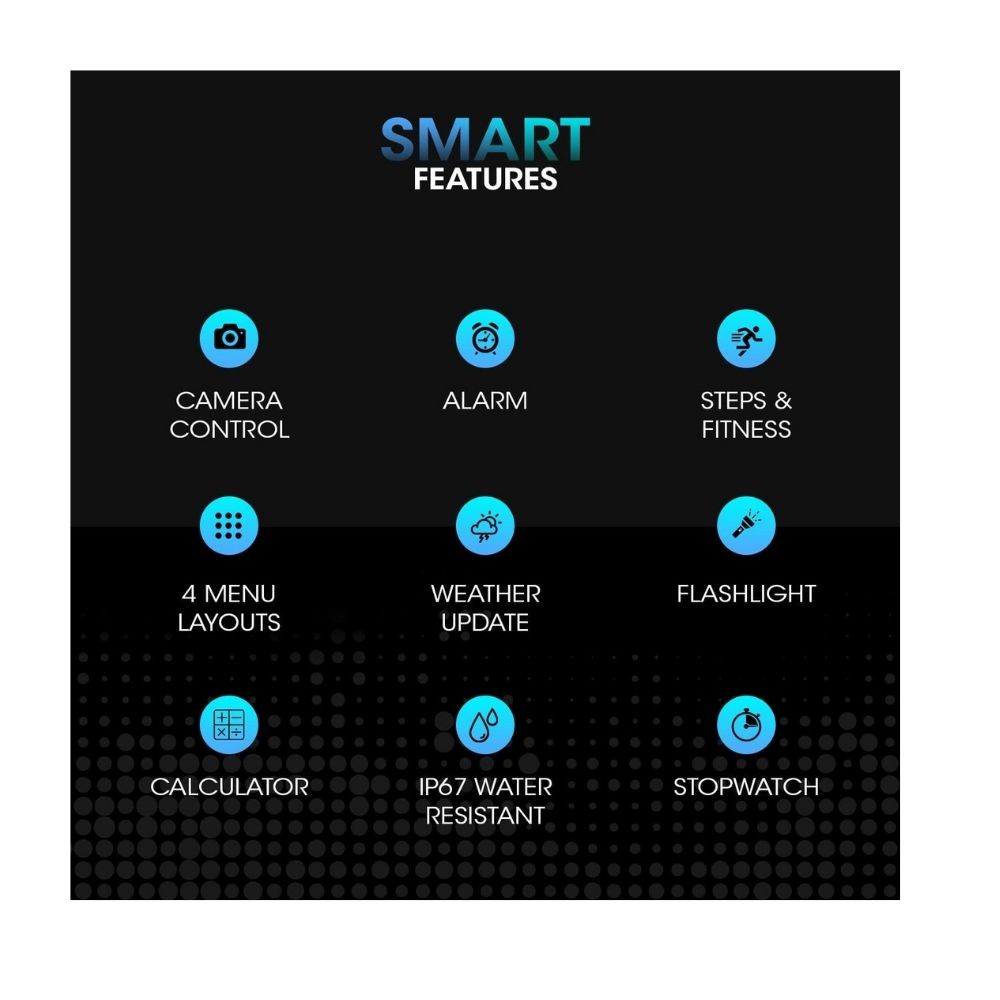 SMART
FEATURES
CAMERA
CONTROL
ALARM
STEPS &
FITNESS
4 MENU
LAYOUTS
WEATHER
UPDATE
FLASHLIGHT
CALCULATOR
IP67 WATER
RESISTANT
STOPWATCH